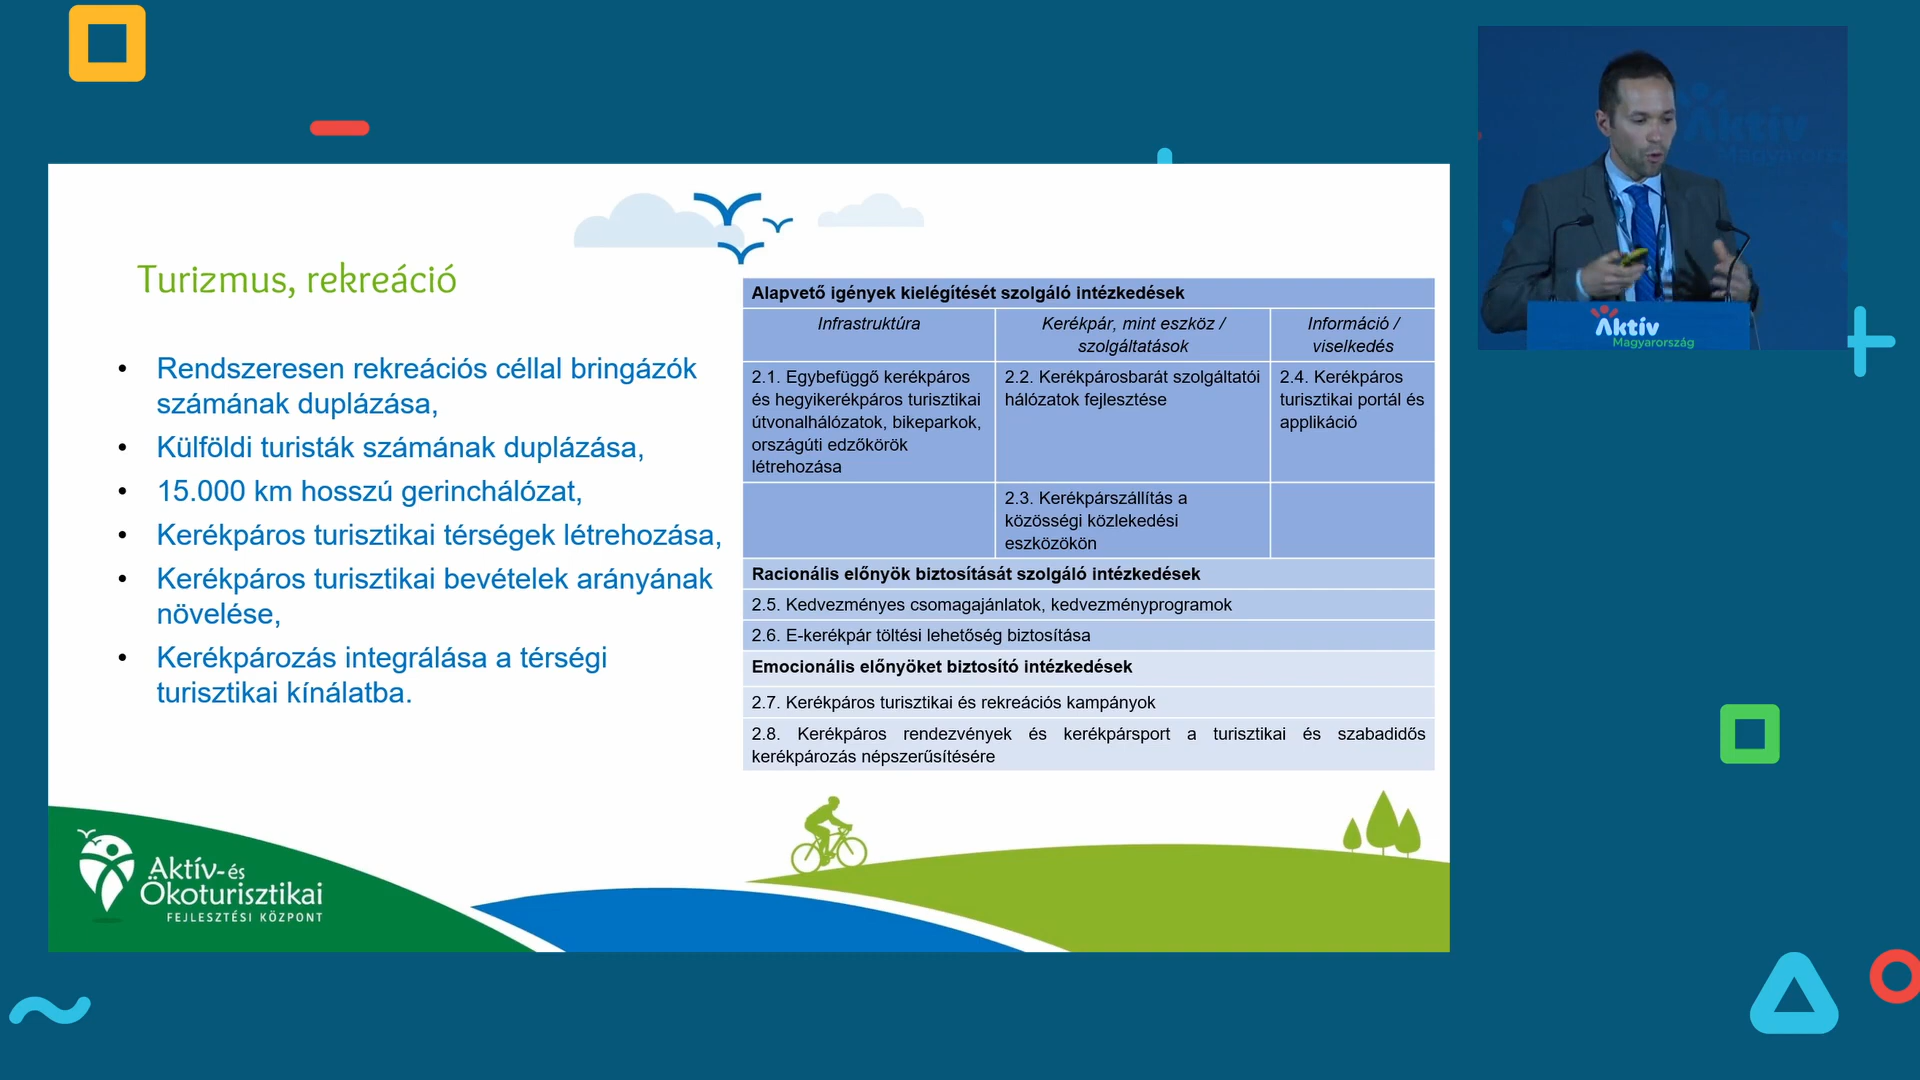 Turizmus, rekreáció
• Rendszeresen rekreációs céllal bringázók
számának duplázása,
• Külföldi turisták számának duplázása,
• 15.000 km hosszú gerinchálózat,
• Kerékpáros turisztikai térségek létrehozása,
• Kerékpáros turisztikai bevételek arányának
növelése,
• Kerékpározás integrálása a térségi
turisztikai kínálatba.
Alapvető igények kielégítését szolgáló intézkedések
Infrastruktúra
Kerékpár, mint eszköz /
szolgáltatások
Információ /
viselkedés
2.1. Egybefüggő kerékpáros
és hegyikerékpáros turisztikai
útvonalhálózatok, bikeparkok,
országúti edzőkörök
létrehozása
2.2. Kerékpárosbarát szolgáltatói
hálózatok fejlesztése
2.4. Kerékpáros
turisztikai portál és
applikáció
2.3. Kerékpárszállítás a
közösségi közlekedési
eszközökön
Racionális előnyök biztosítását szolgáló intézkedések
2.5. Kedvezményes csomagajánlatok, kedvezményprogramok
2.6. E-kerékpár töltési lehetőség biztosítása
Emocionális előnyöket biztosító intézkedések
2.7. Kerékpáros turisztikai és rekreációs kampányok
2.8. Kerékpáros rendezvények és kerékpársport a turisztikai és szabadidős
kerékpározás népszerűsítésére
Aktív- és
Ökoturisztikai
FEJLESZTÉSI KÖZPONT
Aktív
Magyarország
Aktív